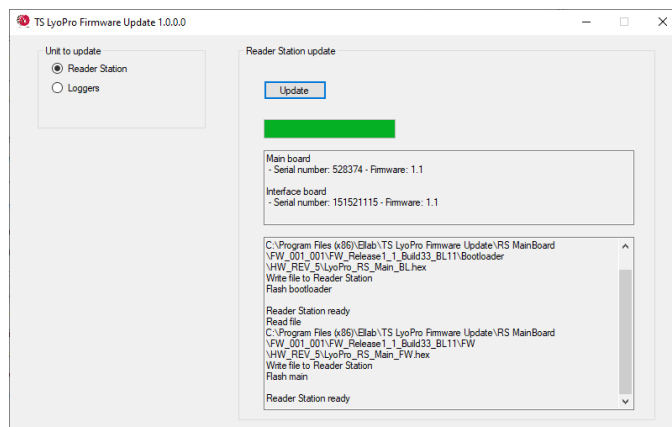 TS LyoPro Firmware Update 1.0.0.0
Unit to update
Reader Station
Loggers
Reader Station update
Update
Main board
- Serial number: 528374 - Firmware: 1.1
Interface board
- Serial number: 151521115 - Firmware: 1.1
C:\Program Files (x86)\Ellab\TS LyoPro Firmware Update\RS MainBoard
\FW_001_001\FW_Release1_1_Build33_BL11\Bootloader
\HW_REV_5\LyoPro_RS_Main_BL.hex
Write file to Reader Station
Flash bootloader
Reader Station ready
Read file
C:\Program Files (x86)\Ellab\TS LyoPro Firmware Update\RS MainBoard
\FW_001_001\FW_Release1_1_Build33_BL11\FW
\HW_REV_5\LyoPro_RS_Main_FW.hex
Write file to Reader Station
Flash main
Reader Station ready